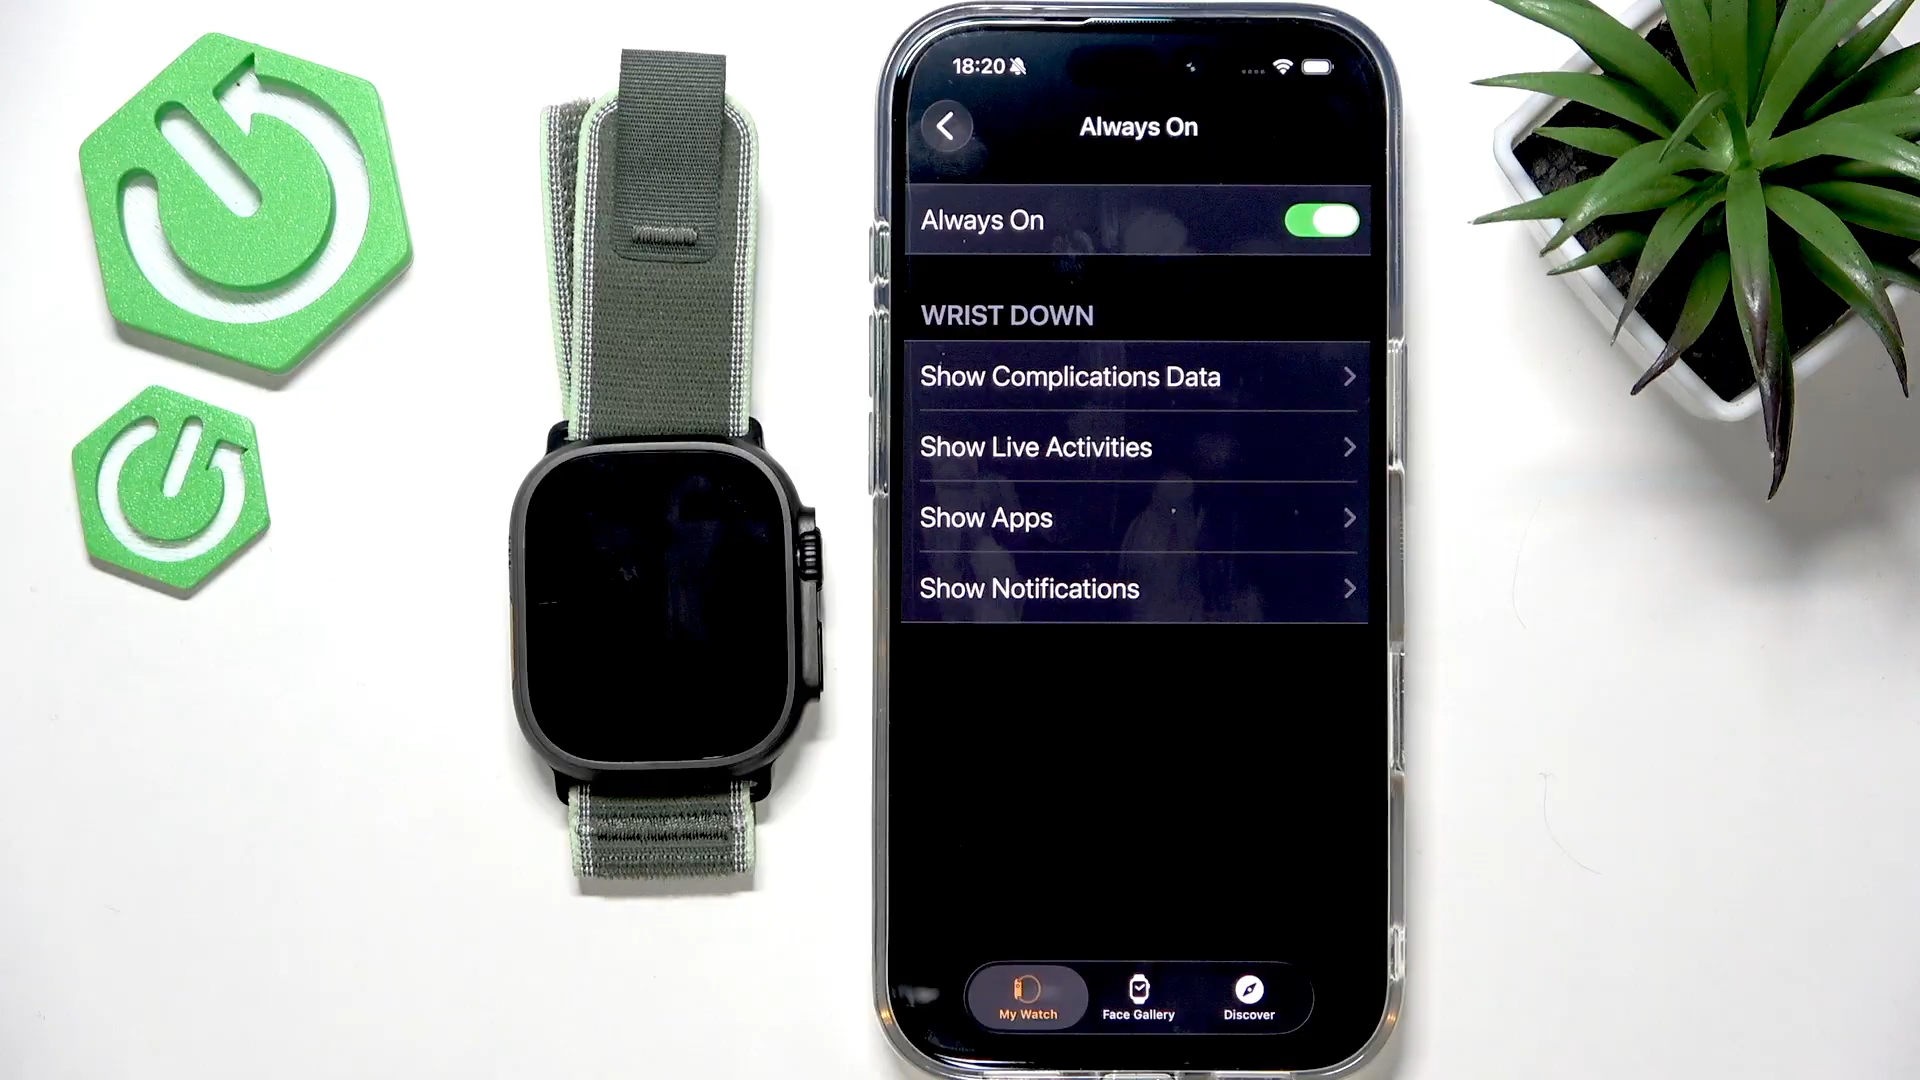 18:20
Always On
Always On
WRIST DOWN
Show Complications Data
Show Live Activities
Show Apps
Show Notifications
My Watch
Face Gallery
Discover